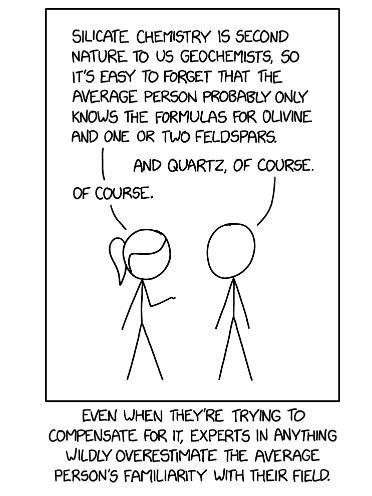 SILICATE CHEMISTRY IS SECOND
NATURE TO US GEOCHEMISTS, SO
IT'S EASY TO FORGET THAT THE
AVERAGE PERSON PROBABLY ONLY
KNOWS THE FORMULAS FOR OLIVINE
AND ONE OR TWO FELDSPARS.
AND QUARTZ, OF COURSE.
OF COURSE.
EVEN WHEN THEY'RE TRYING TO
COMPENSATE FOR IT, EXPERTS IN ANYTHING
WILDLY OVERESTIMATE THE AVERAGE
PERSON'S FAMILIARITY WITH THEIR FIELD.